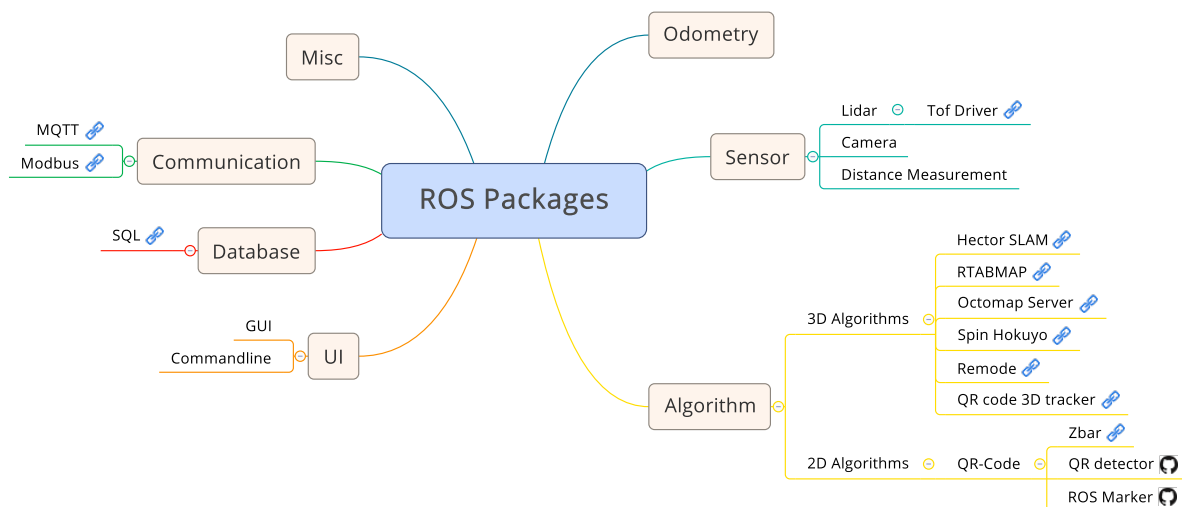 Odometry
Misc
Lidar
Tof Driver
MQTT
Camera
Communication
Sensor
Modbus
Distance Measurement
ROS Packages
SQL
Database
Hector SLAM
RTABMAP
Octomap Server
3D Algorithms
GUI
Spin Hokuyo
Commandline
UI
Remode
QR code 3D tracker
Algorithm
Zbar
2D Algorithms
QR-Code
QR detector
ROS Marker